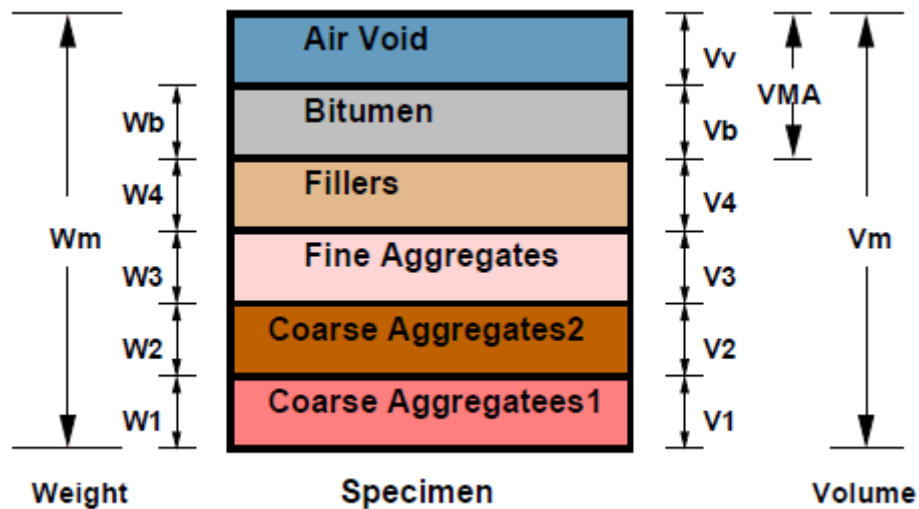 Air Void
Vv
VMA
Wb
Bitumen
Vb
W4
Fillers
V4
Wm
Vm
W3
Fine Aggregates
V3
W2
Coarse Aggregates2
V2
W1
Coarse Aggregatees1
V1
Weight
Specimen
Volume